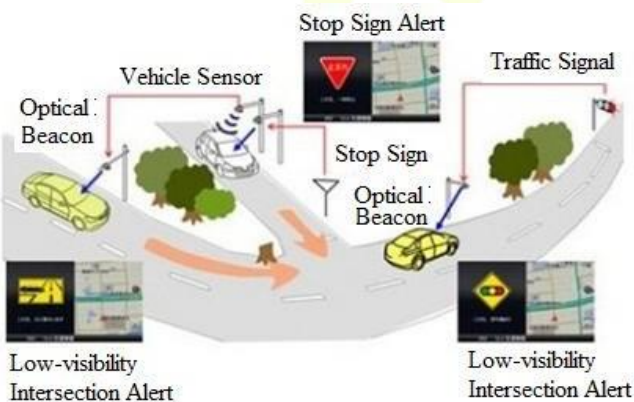 Stop Sign Alert
Traffic Signal
Vehicle Sensor
Optical
Beacon
Stop Sign
Optical
Beacon
Low-visibility
Intersection Alert
Low-visibility
Intersection Alert